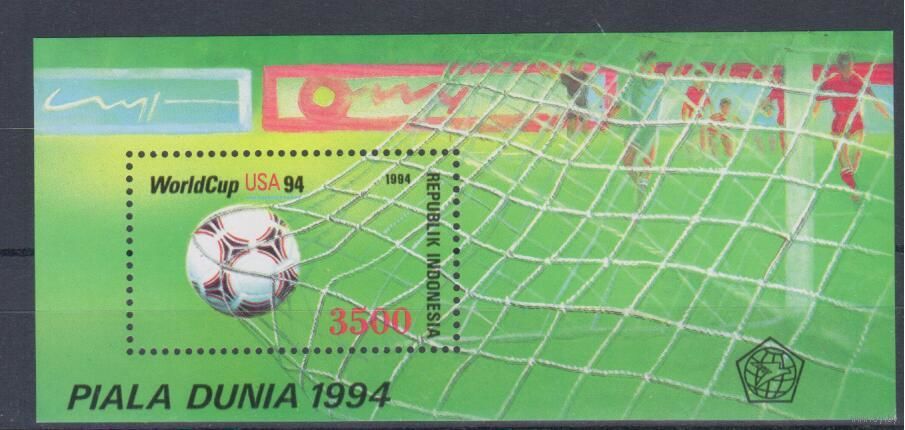 WorldCup USA 94
1994
REPUBLIK INDONESIA
3500
PIALA DUNIA 1994